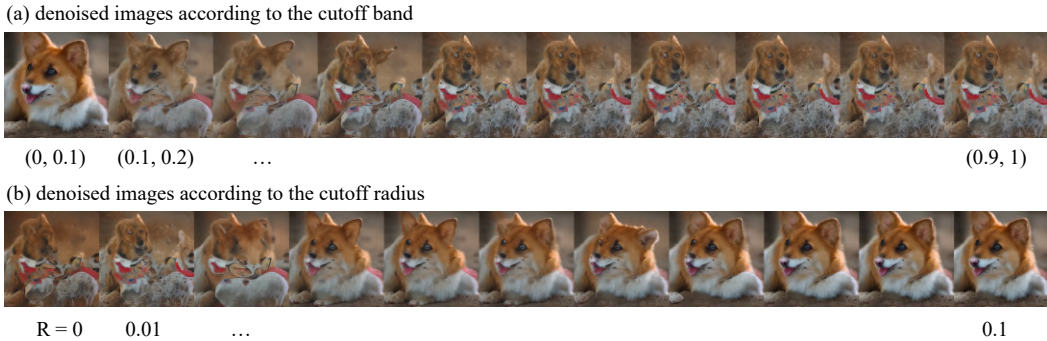 (a) denoised images according to the cutoff band
(0, 0.1) (0.1, 0.2) … (0.9, 1)
(b) denoised images according to the cutoff radius
R = 0 0.01 … 0.1